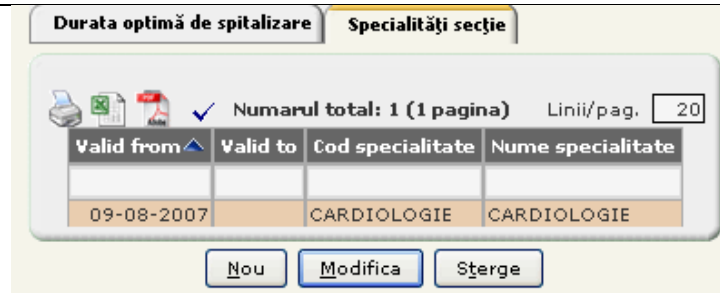 Durata optimă de spitalizare Specialităţi secţie
Numarul total: 1 (1 pagina) Linii/pag. 20
Valid from Valid to Cod specialitate Nume specialitate
09-08-2007 CARDIOLOGIE CARDIOLOGIE
Nou Modifica Sterge